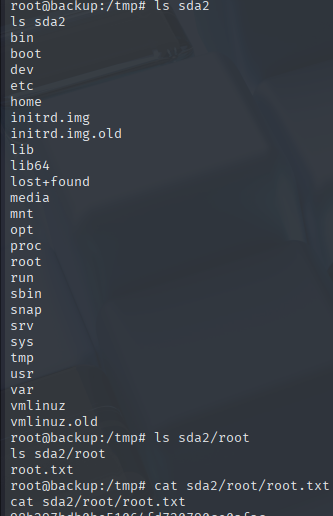 root@backup:/tmp# ls sda2
ls sda2
bin
boot
dev
etc
home
initrd.img
initrd.img.old
lib
lib64
lost+found
media
mnt
opt
proc
root
run
sbin
snap
srv
sys
tmp
usr
var
vmlinuz
vmlinuz.old
root@backup:/tmp# ls sda2/root
ls sda2/root
root.txt
root@backup:/tmp# cat sda2/root/root.txt
cat sda2/root/root.txt